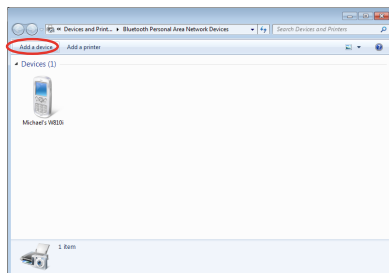 « Devices and Print... ▸ Bluetooth Personal Area Network Devices Search Devices and Printers
Add a device Add a printer
Devices (1)
Michael's W810i
1 item